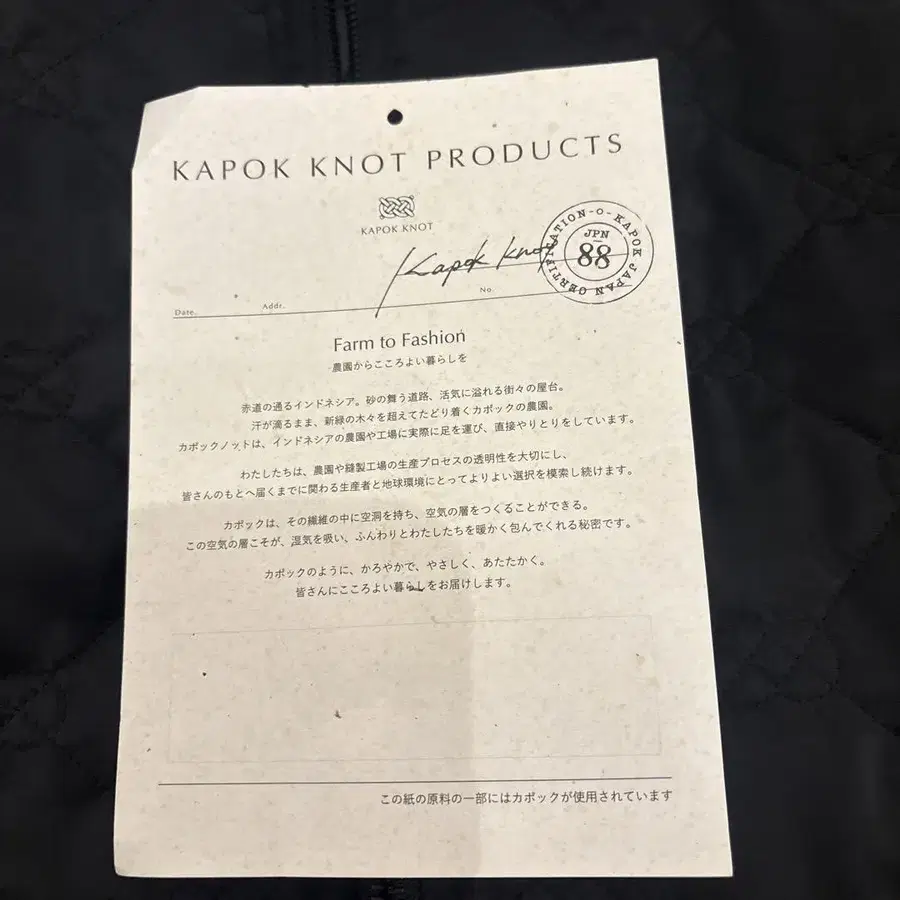 KAPOK KNOT PRODUCTS
KAPOK KNOT
Kapok Knot
CERTIFICATION-O-KAPOK JAPAN
JPN
88
Date.
Addr.
No.
Farm to Fashion
農園からこころよい暮らしを
赤道の通るインドネシア。砂の舞う道路、活気に溢れる街々の屋台。
汗が滴るまま、新緑の木々を超えてたどり着くカポックの農園。
カポックノットは、インドネシアの農園や工場に実際に足を運び、直接やりとりをしています。
わたしたちは、農園や縫製工場の生産プロセスの透明性を大切にし、
皆さんのもとへ届くまでに関わる生産者と地球環境にとってよりよい選択を模索し続けます。
カポックは、その繊維の中に空洞を持ち、空気の層をつくることができる。
この空気の層こそが、湿気を吸い、ふんわりとわたしたちを暖かく包んでくれる秘密です。
カポックのように、かろやかで、やさしく、あたたかく。
皆さんにこころよい暮らしをお届けします。
この紙の原料の一部にはカポックが使用されています